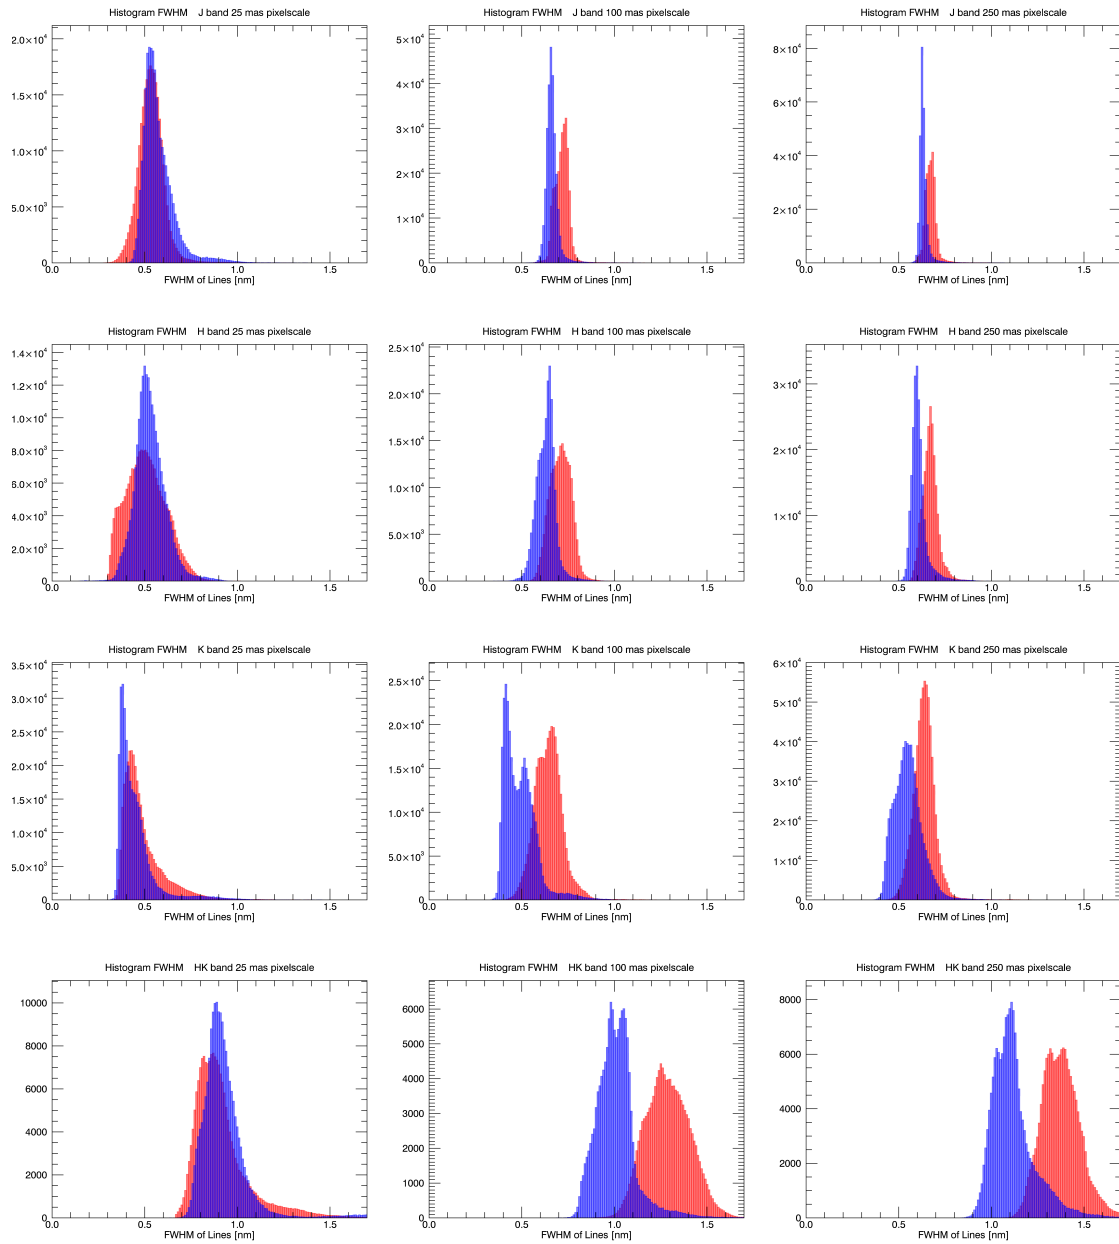 Histogram FWHM J band 25 mas pixelscale
2.0×10⁴
1.5×10⁴
1.0×10⁴
5.0×10³
0
0.0 0.5 1.0 1.5
FWHM of Lines [nm]
Histogram FWHM J band 100 mas pixelscale
5×10⁴
4×10⁴
3×10⁴
2×10⁴
1×10⁴
0
0.0 0.5 1.0 1.5
FWHM of Lines [nm]
Histogram FWHM J band 250 mas pixelscale
8×10⁴
6×10⁴
4×10⁴
2×10⁴
0
0.0 0.5 1.0 1.5
FWHM of Lines [nm]
Histogram FWHM H band 25 mas pixelscale
1.4×10⁴
1.2×10⁴
1.0×10⁴
8.0×10³
6.0×10³
4.0×10³
2.0×10³
0
0.0 0.5 1.0 1.5
FWHM of Lines [nm]
Histogram FWHM H band 100 mas pixelscale
2.5×10⁴
2.0×10⁴
1.5×10⁴
1.0×10⁴
5.0×10³
0
0.0 0.5 1.0 1.5
FWHM of Lines [nm]
Histogram FWHM H band 250 mas pixelscale
3×10⁴
2×10⁴
1×10⁴
0
0.0 0.5 1.0 1.5
FWHM of Lines [nm]
Histogram FWHM K band 25 mas pixelscale
3.5×10⁴
3.0×10⁴
2.5×10⁴
2.0×10⁴
1.5×10⁴
1.0×10⁴
5.0×10³
0
0.0 0.5 1.0 1.5
FWHM of Lines [nm]
Histogram FWHM K band 100 mas pixelscale
2.5×10⁴
2.0×10⁴
1.5×10⁴
1.0×10⁴
5.0×10³
0
0.0 0.5 1.0 1.5
FWHM of Lines [nm]
Histogram FWHM K band 250 mas pixelscale
6×10⁴
5×10⁴
4×10⁴
3×10⁴
2×10⁴
1×10⁴
0
0.0 0.5 1.0 1.5
FWHM of Lines [nm]
Histogram FWHM HK band 25 mas pixelscale
10000
8000
6000
4000
2000
0
0.0 0.5 1.0 1.5
FWHM of Lines [nm]
Histogram FWHM HK band 100 mas pixelscale
6000
5000
4000
3000
2000
1000
0
0.0 0.5 1.0 1.5
FWHM of Lines [nm]
Histogram FWHM HK band 250 mas pixelscale
8000
6000
4000
2000
0
0.0 0.5 1.0 1.5
FWHM of Lines [nm]